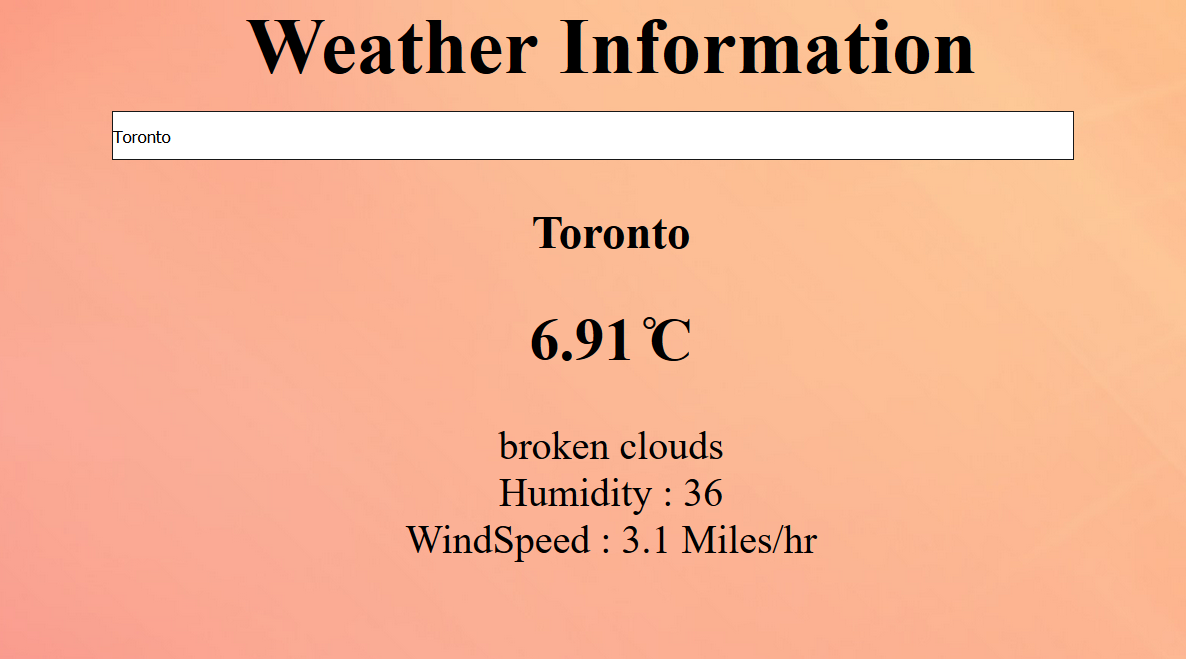 Weather Information
Toronto
Toronto
6.91 ℃
broken clouds
Humidity : 36
WindSpeed : 3.1 Miles/hr